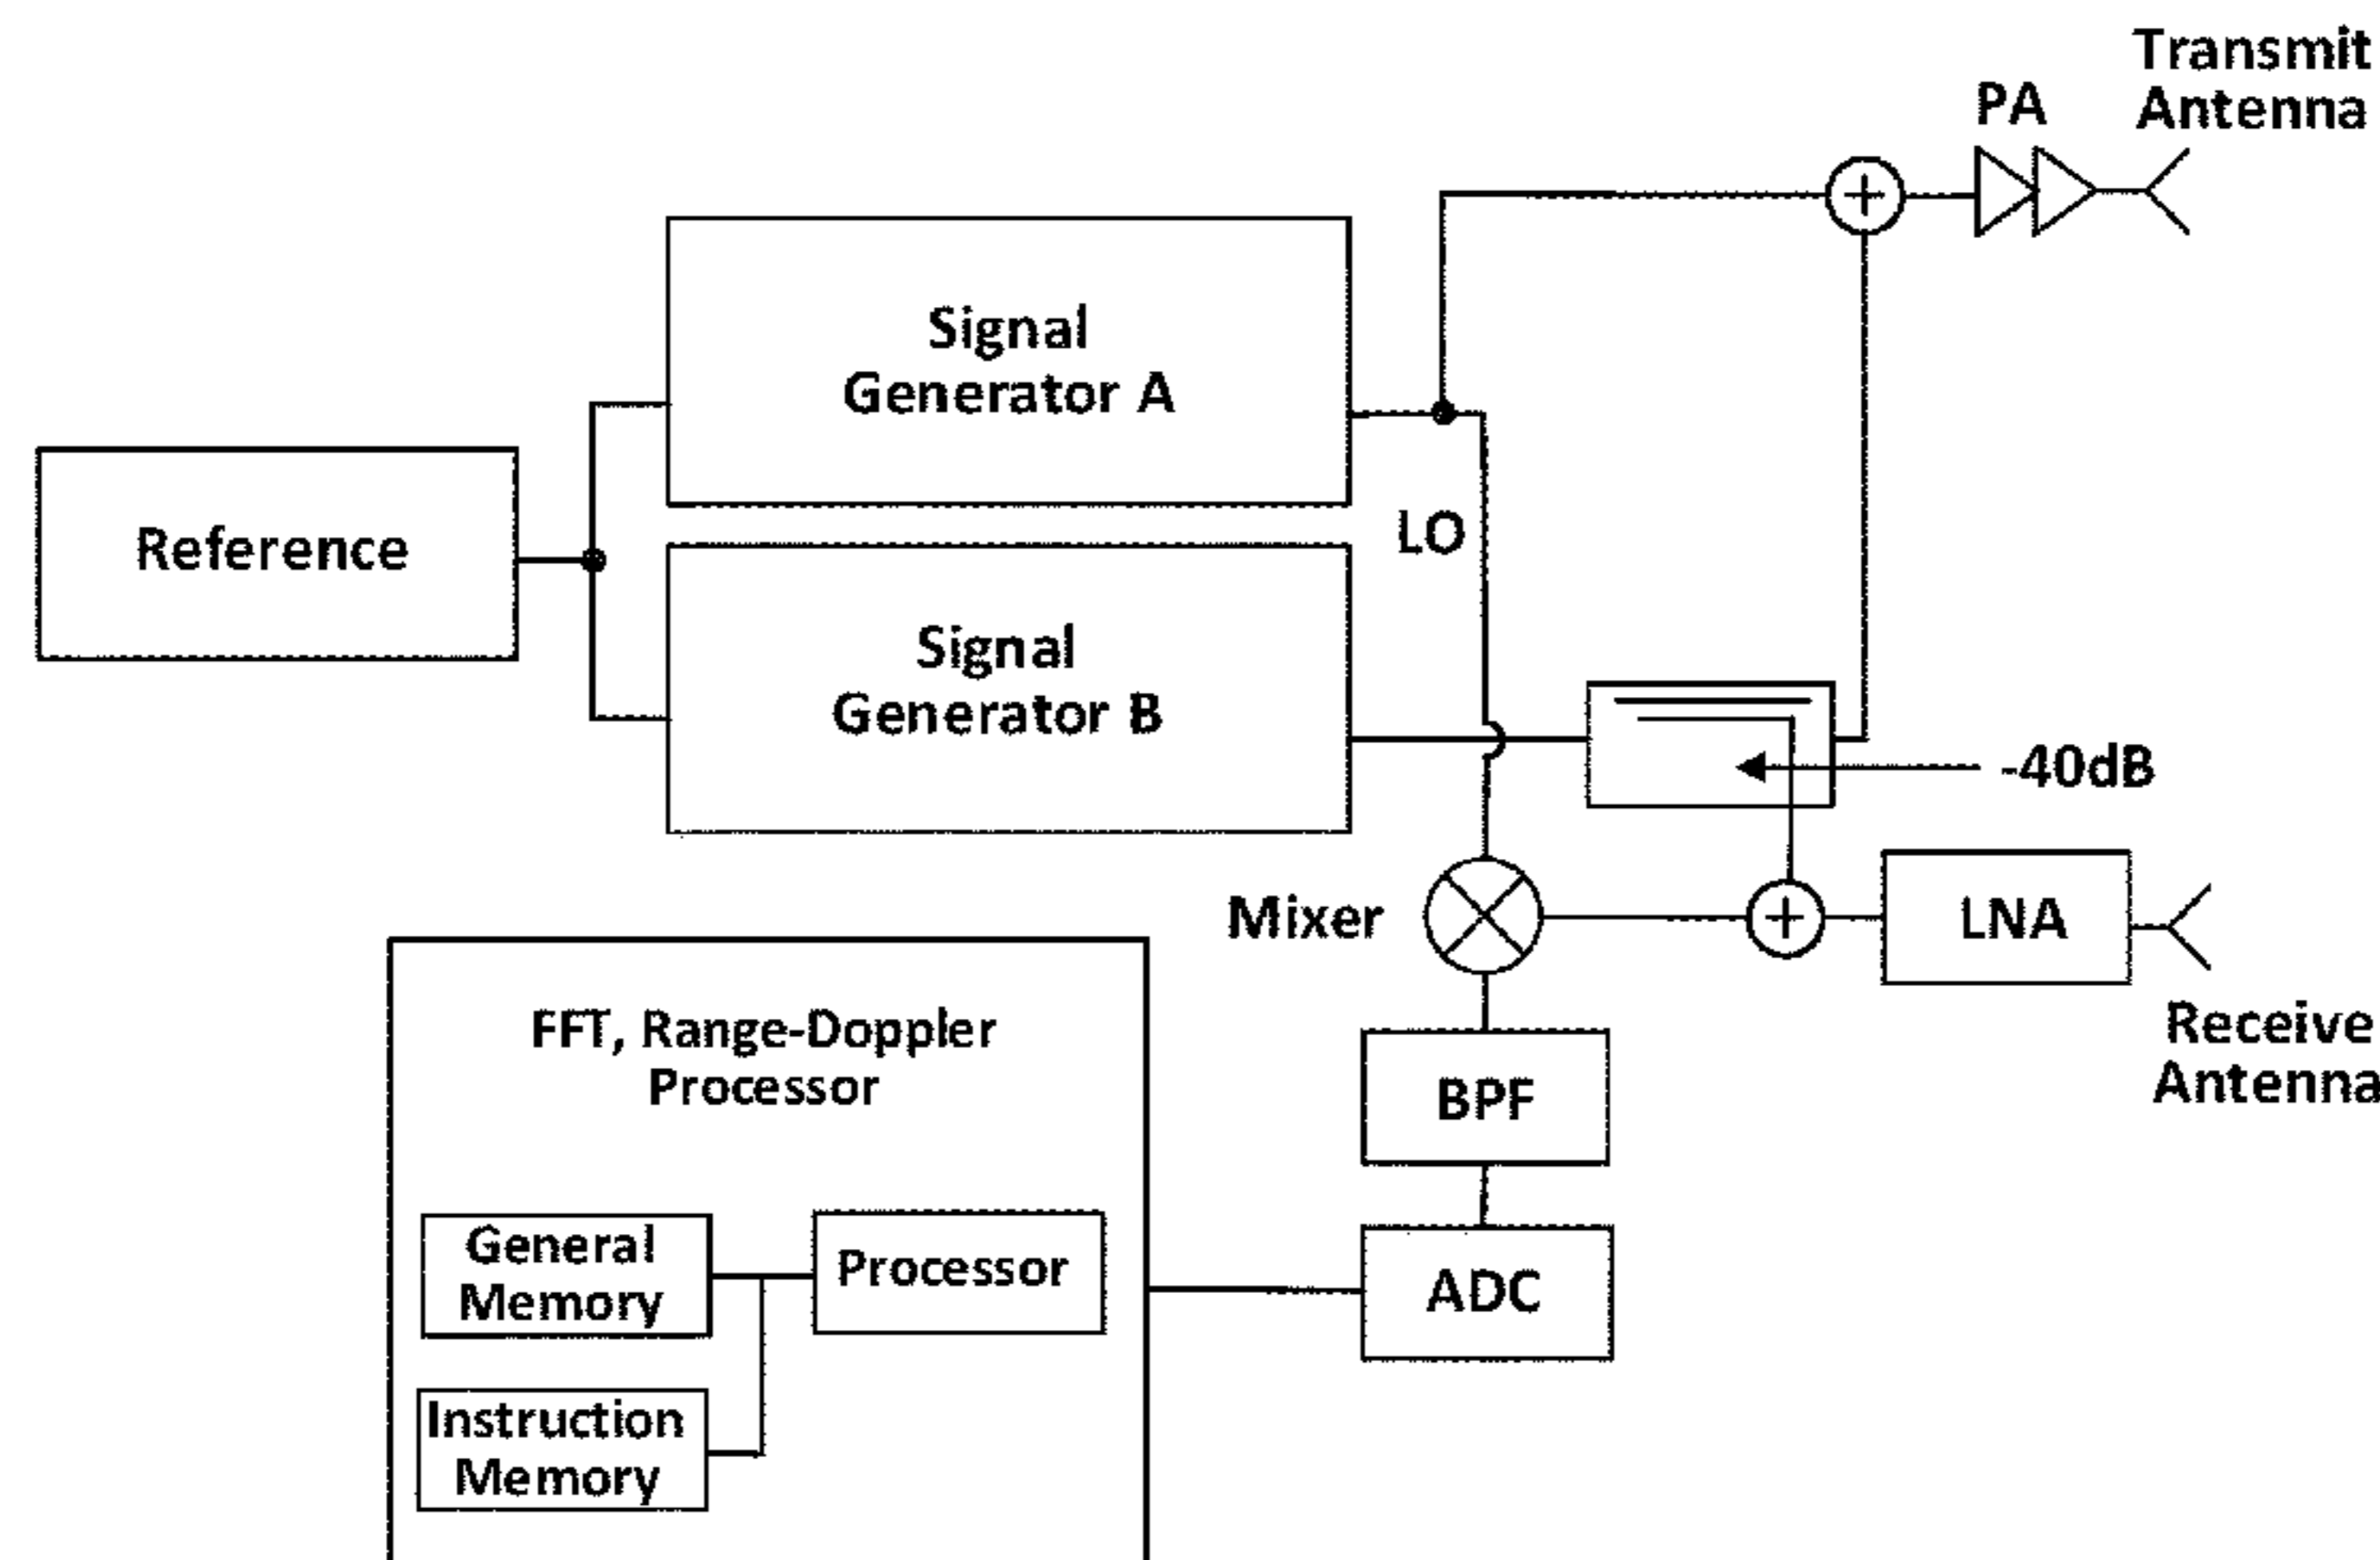 Transmit
Antenna
PA
Signal
Generator A
LO
Reference
Signal
Generator B
-40dB
Mixer
LNA
Receive
Antenna
FFT, Range-Doppler
Processor
BPF
General
Memory
Processor
ADC
Instruction
Memory